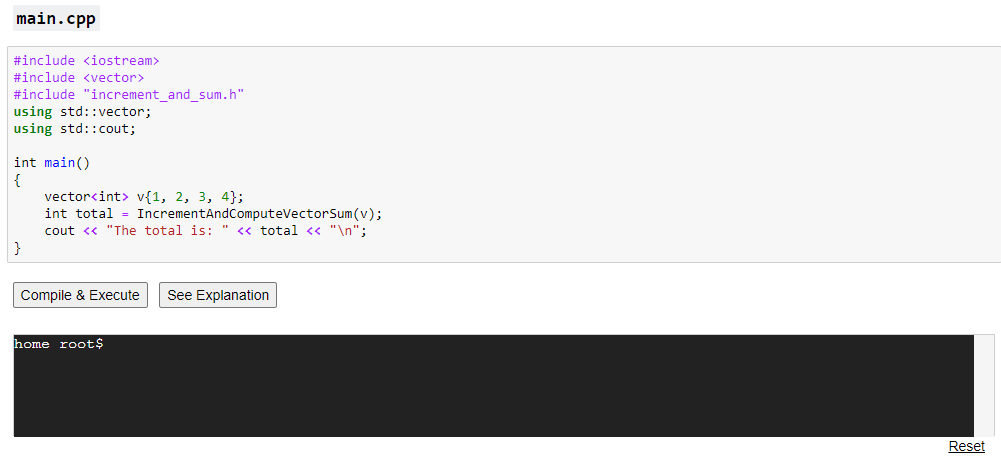 main.cpp
#include <iostream>
#include <vector>
#include "increment_and_sum.h"
using std::vector;
using std::cout;
int main()
{
    vector<int> v{1, 2, 3, 4};
    int total = IncrementAndComputeVectorSum(v);
    cout << "The total is: " << total << "\n";
}
Compile & Execute See Explanation
home root$
Reset